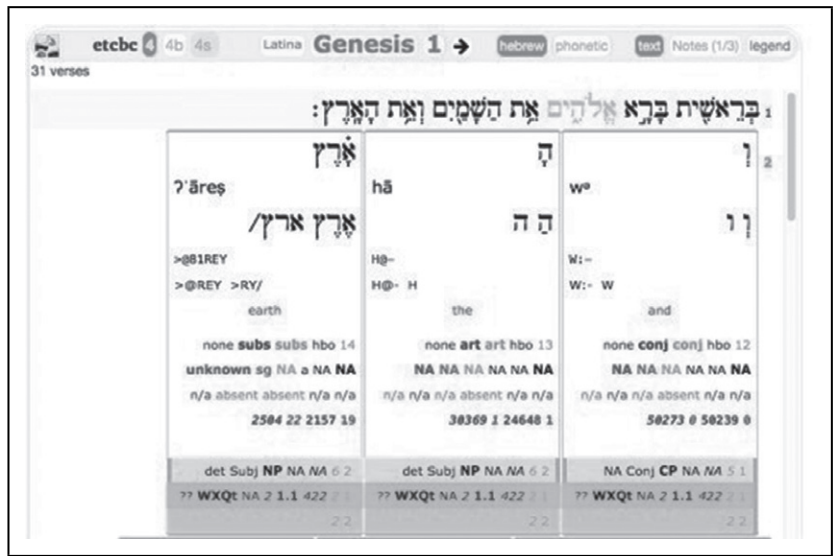 etcbc 4 4b 4s Latina Genesis 1 → hebrew phonetic text Notes (1/3) legend
31 verses
1 בְּרֵאשִׁ֖ית בָּרָ֣א אֱלֹהִ֑ים אֵ֥ת הַשָּׁמַ֖יִם וְאֵ֥ת הָאָֽרֶץ׃
2
וְ
wᵊ
וְ ו
W:-
W:- W
and
none conj conj hbo 12
NA NA NA NA NA NA
n/a n/a n/a absent n/a n/a
50273 0 50239 0
NA Conj CP NA NA 5 1
?? WXQt NA 2 1.1 422 2 1
2 2
הָ
hā
הַ ה
H@-
H@- H
the
none art art hbo 13
NA NA NA NA NA NA
n/a n/a n/a absent n/a n/a
30369 1 24648 1
det Subj NP NA NA 6 2
?? WXQt NA 2 1.1 422 2 1
2 2
אָ֗רֶץ
ʔˈāreṣ
אֶרֶץ ארץ/
>@81REY
>@REY >RY/
earth
none subs subs hbo 14
unknown sg NA a NA NA
n/a absent absent n/a n/a
2504 22 2157 19
det Subj NP NA NA 6 2
?? WXQt NA 2 1.1 422 2 1
2 2